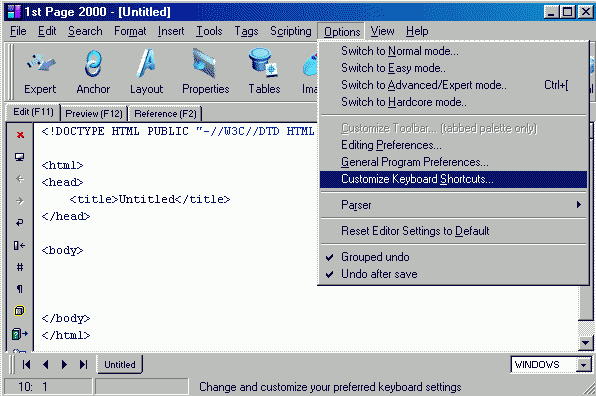 1st Page 2000 - [Untitled]
File Edit Search Format Insert Tools Tags Scripting Options View Help
Expert Anchor Layout Properties Tables
Edit (F11) Preview (F12) Reference (F2)
Switch to Normal mode...
Switch to Easy mode..
Switch to Advanced/Expert mode.. Ctrl+[
Switch to Hardcore mode..
Customize Toolbar... (tabbed palette only)
Editing Preferences...
General Program Preferences...
Customize Keyboard Shortcuts...
Parser
Reset Editor Settings to Default
Grouped undo
Undo after save
<!DOCTYPE HTML PUBLIC "-//W3C//DTD HTML
<html>
<head>
<title>Untitled</title>
</head>
<body>
</body>
</html>
Untitled
WINDOWS
10: 1 Change and customize your preferred keyboard settings